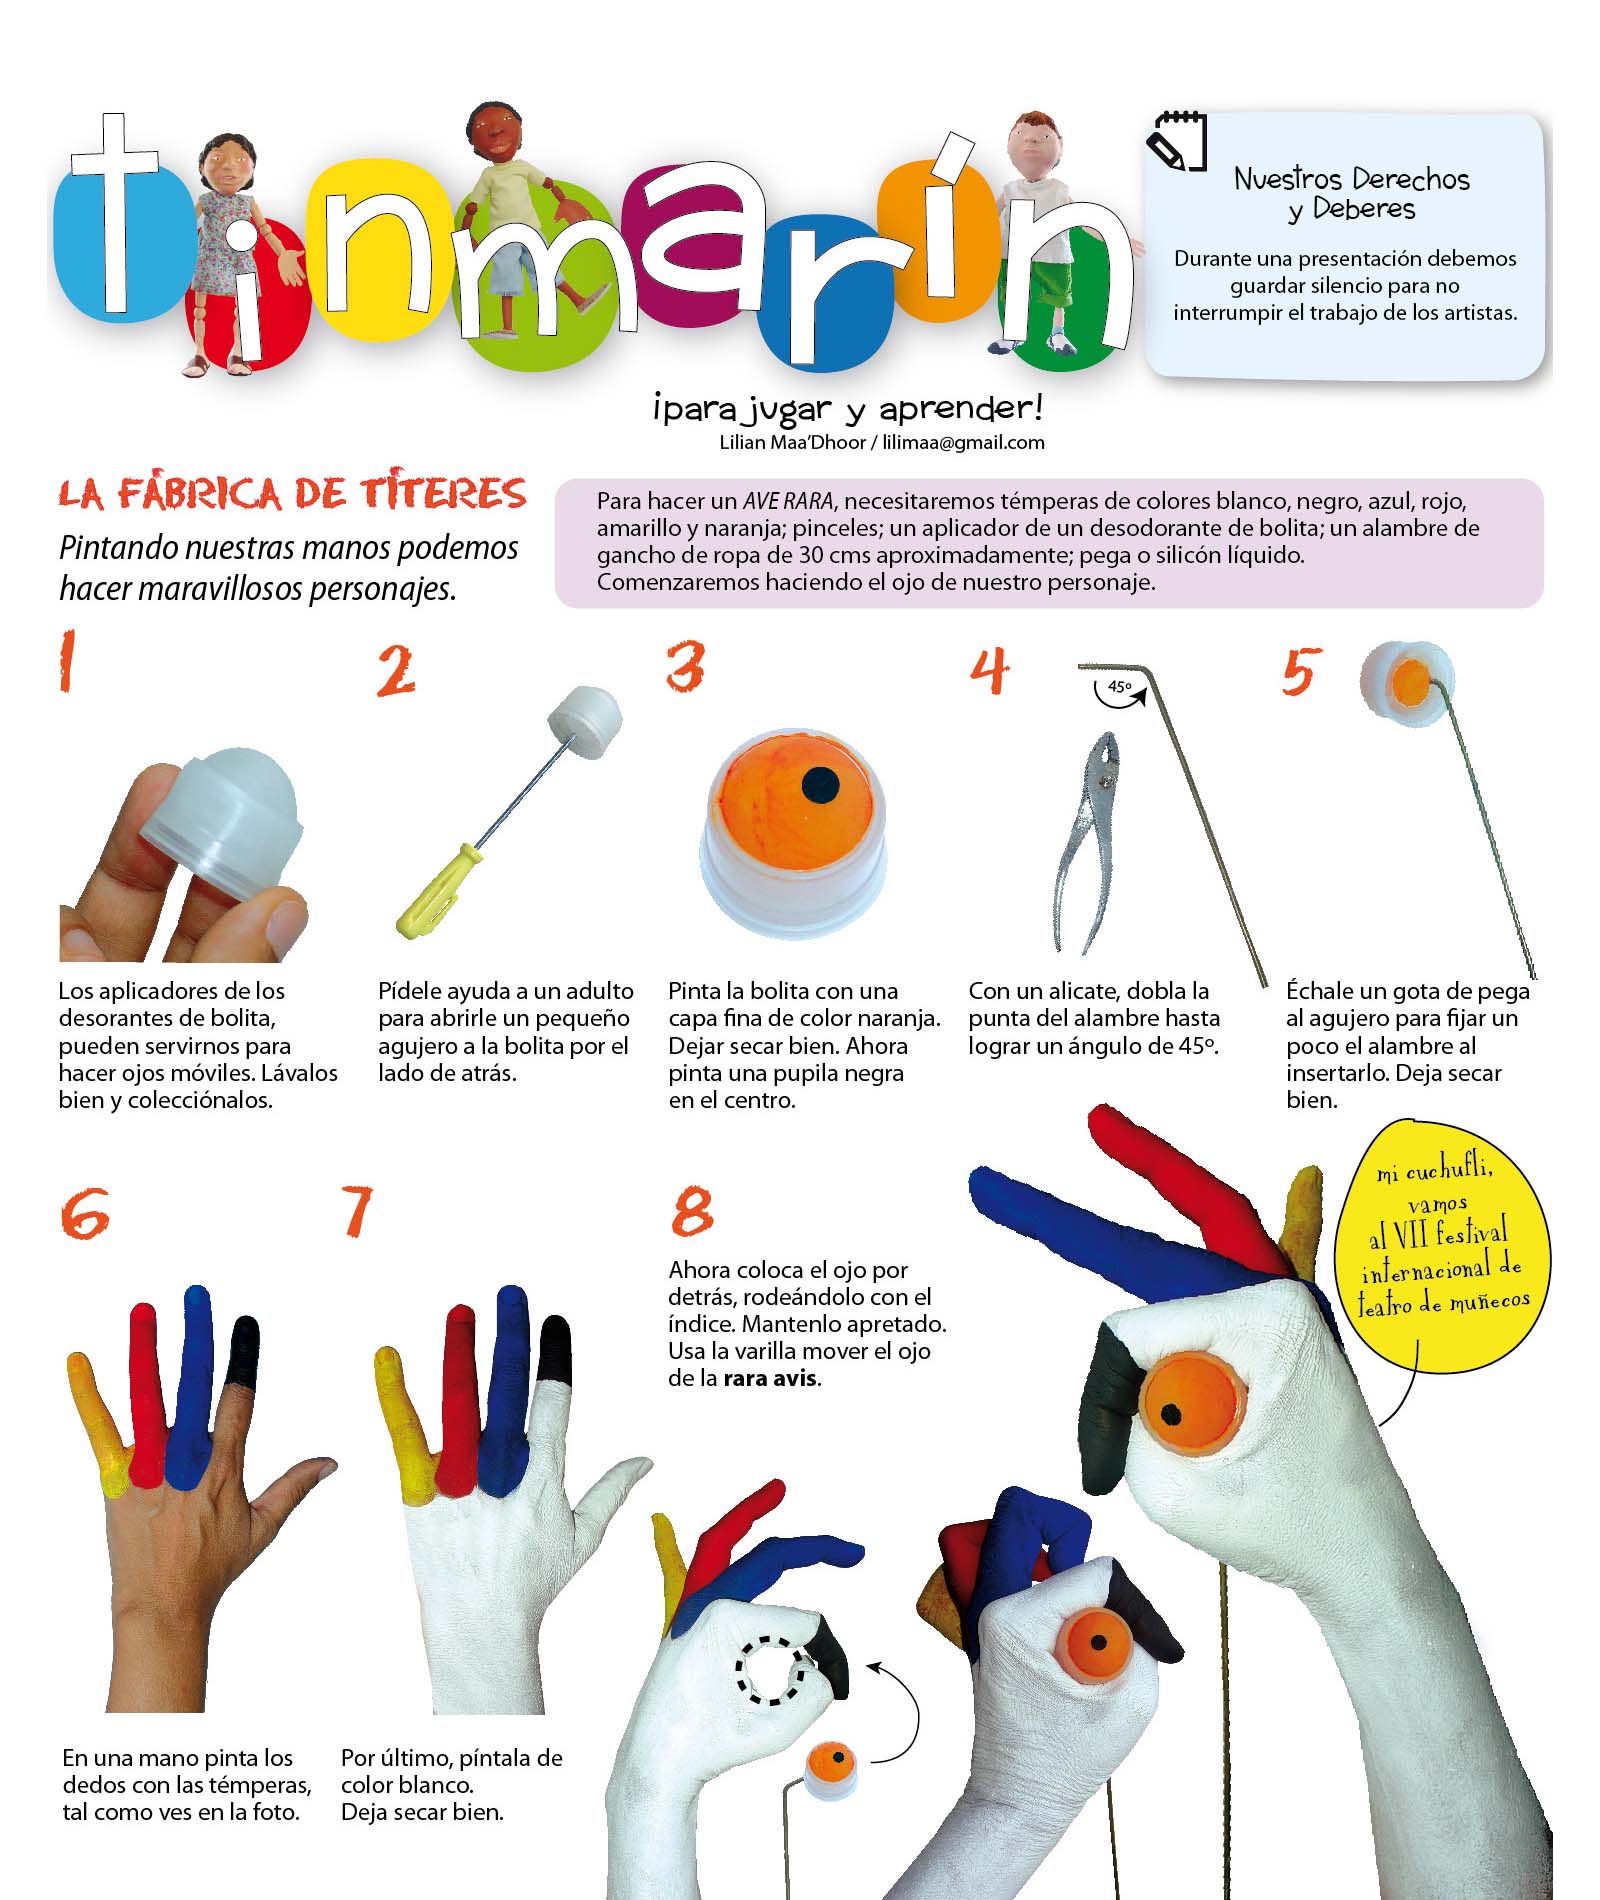 tinmarín
Nuestros Derechos
y Deberes
Durante una presentación debemos
guardar silencio para no
interrumpir el trabajo de los artistas.
¡para jugar y aprender!
Lilian Maa'Dhoor / lilimaa@gmail.com
LA FÁBRICA DE TÍTERES
Pintando nuestras manos podemos
hacer maravillosos personajes.
Para hacer un AVE RARA, necesitaremos témperas de colores blanco, negro, azul, rojo,
amarillo y naranja; pinceles; un aplicador de un desodorante de bolita; un alambre de
gancho de ropa de 30 cms aproximadamente; pega o silicón líquido.
Comenzaremos haciendo el ojo de nuestro personaje.
1
Los aplicadores de los
desorantes de bolita,
pueden servirnos para
hacer ojos móviles. Lávalos
bien y colecciónalos.
2
Pídele ayuda a un adulto
para abrirle un pequeño
agujero a la bolita por el
lado de atrás.
3
Pinta la bolita con una
capa fina de color naranja.
Dejar secar bien. Ahora
pinta una pupila negra
en el centro.
4
45º
Con un alicate, dobla la
punta del alambre hasta
lograr un ángulo de 45º.
5
Échale un gota de pega
al agujero para fijar un
poco el alambre al
insertarlo. Deja secar
bien.
6
En una mano pinta los
dedos con las témperas,
tal como ves en la foto.
7
Por último, píntala de
color blanco.
Deja secar bien.
8
Ahora coloca el ojo por
detrás, rodeándolo con el
índice. Mantenlo apretado.
Usa la varilla mover el ojo
de la rara avis.
mi cuchufli,
vamos
al VII festival
internacional de
teatro de muñecos